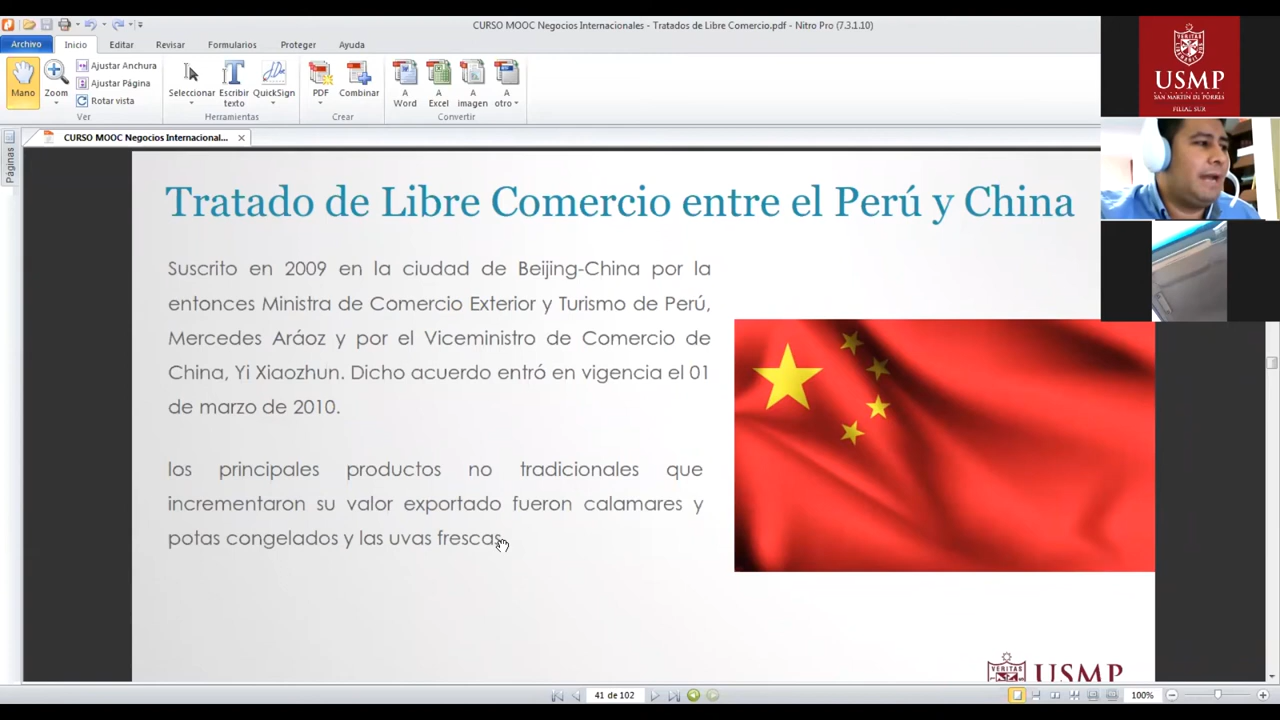 CURSO MOOC Negocios Internacionales - Tratados de Libre Comercio.pdf - Nitro Pro (7.3.1.10)
Archivo Inicio Editar Revisar Formularios Proteger Ayuda
Mano
Zoom
Ajustar Anchura
Ajustar Página
Rotar vista
Ver
Seleccionar
Escribir
texto
QuickSign
Herramientas
PDF
Combinar
Crear
A
Word
A
Excel
A
imagen
A
otro
Convertir
CURSO MOOC Negocios Internacional...
Páginas
Tratado de Libre Comercio entre el Perú y China
Suscrito en 2009 en la ciudad de Beijing-China por la
entonces Ministra de Comercio Exterior y Turismo de Perú,
Mercedes Aráoz y por el Viceministro de Comercio de
China, Yi Xiaozhun. Dicho acuerdo entró en vigencia el 01
de marzo de 2010.
los principales productos no tradicionales que
incrementaron su valor exportado fueron calamares y
potas congelados y las uvas frescas
USMP
41 de 102
100%
VERITAS
USMP
UNIVERSIDAD DE
SAN MARTIN DE PORRES
FILIAL SUR